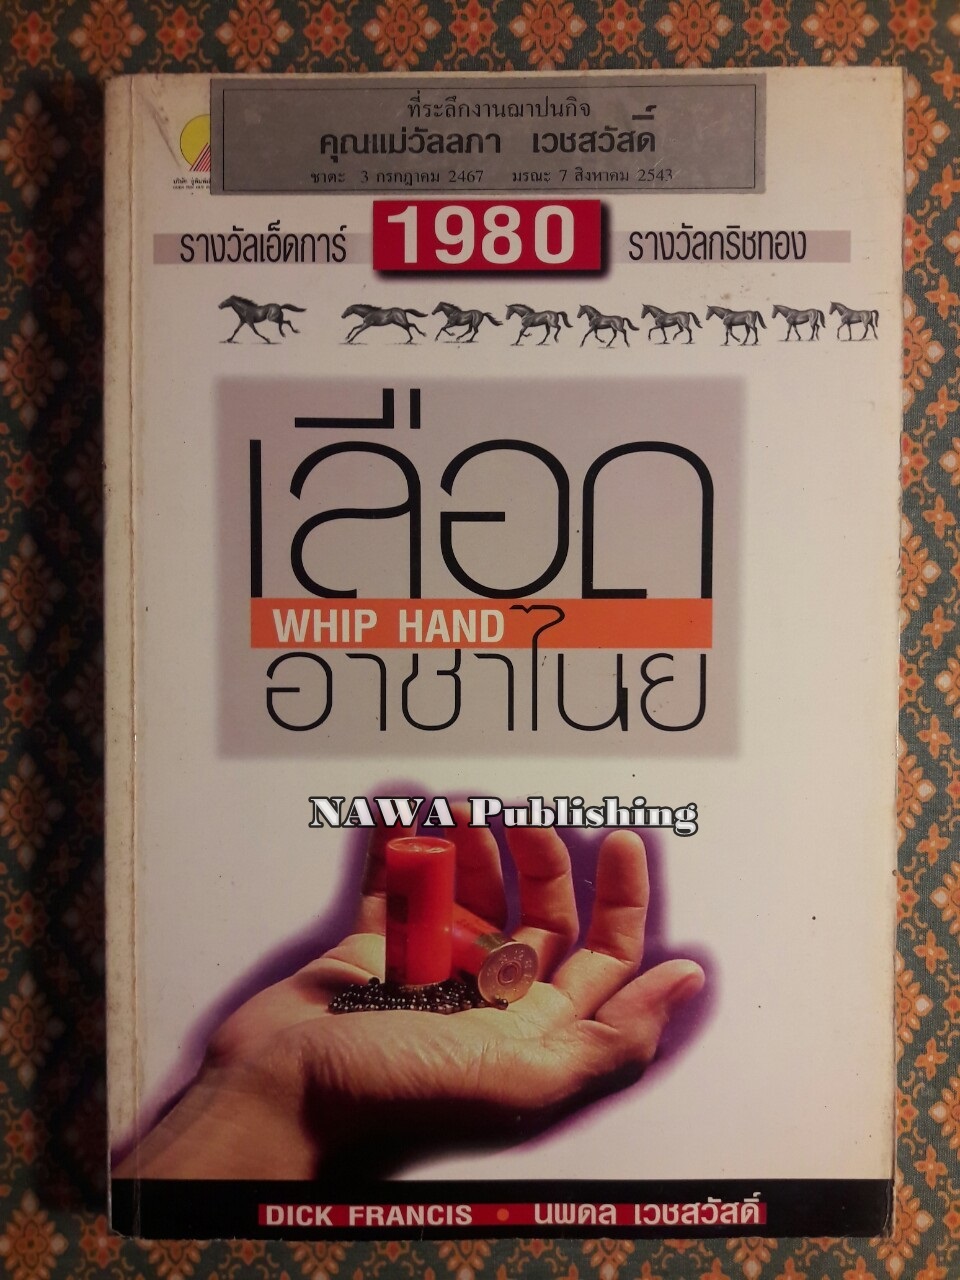 ที่ระลึกงานฌาปนกิจ
คุณแม่วัลลภา เวชสวัสดิ์
ชาตะ 3 กรกฎาคม 2467 มรณะ 7 สิงหาคม 2543
รางวัลเอ็ดการ์ 1980 รางวัลกริชทอง
เลือด
WHIP HAND
อาชาไนย
NAWA Publishing
DICK FRANCIS • นพดล เวชสวัสดิ์